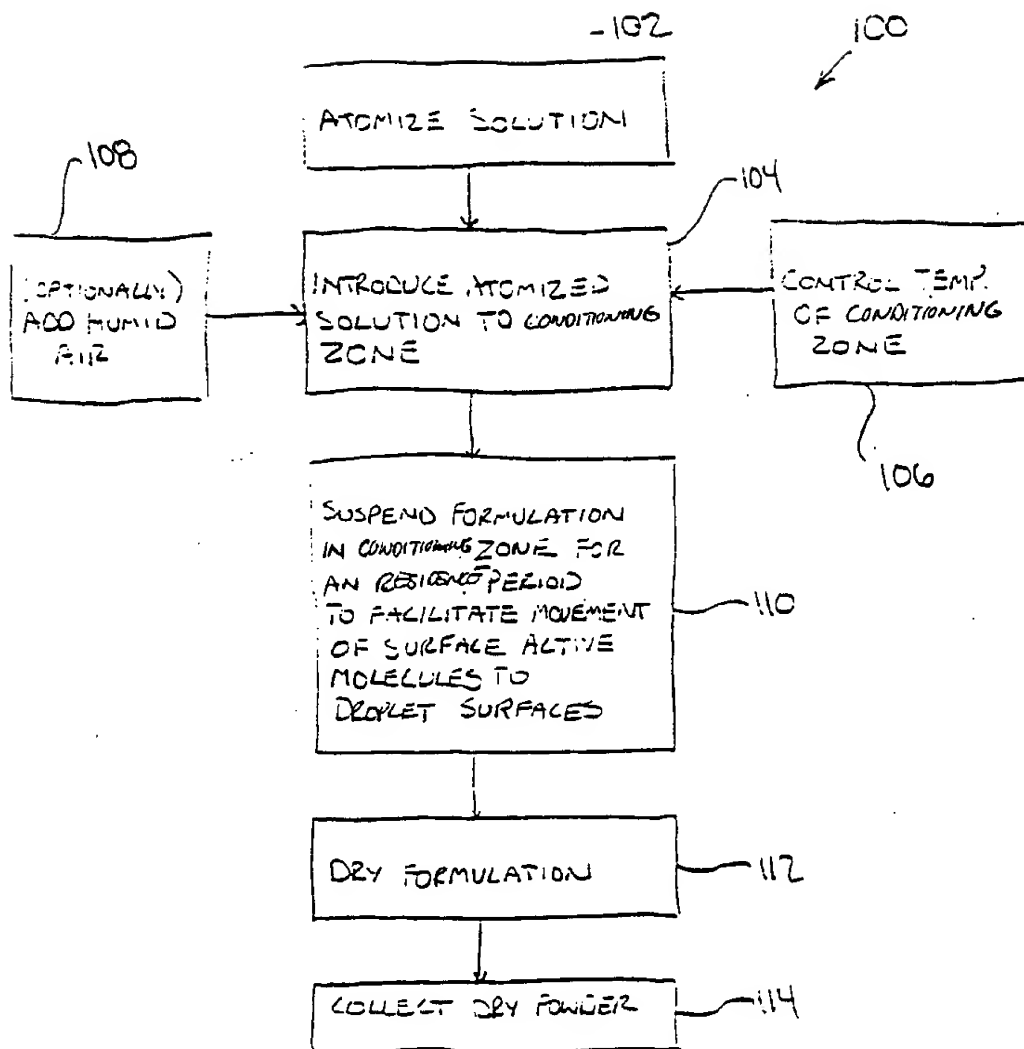 102
100
ATOMIZE SOLUTION
108
104
(OPTIONALLY)
ADD HUMID
AIR
INTRODUCE ATOMIZED
SOLUTION TO CONDITIONING
ZONE
CONTROL TEMP.
OF CONDITIONING
ZONE
106
SUSPEND FORMULATION
IN CONDITIONING ZONE FOR
AN RESIDENCE PERIOD
TO FACILITATE MOVEMENT
OF SURFACE ACTIVE
MOLECULES TO
DROPLET SURFACES
110
DRY FORMULATION
112
COLLECT DRY POWDER
114